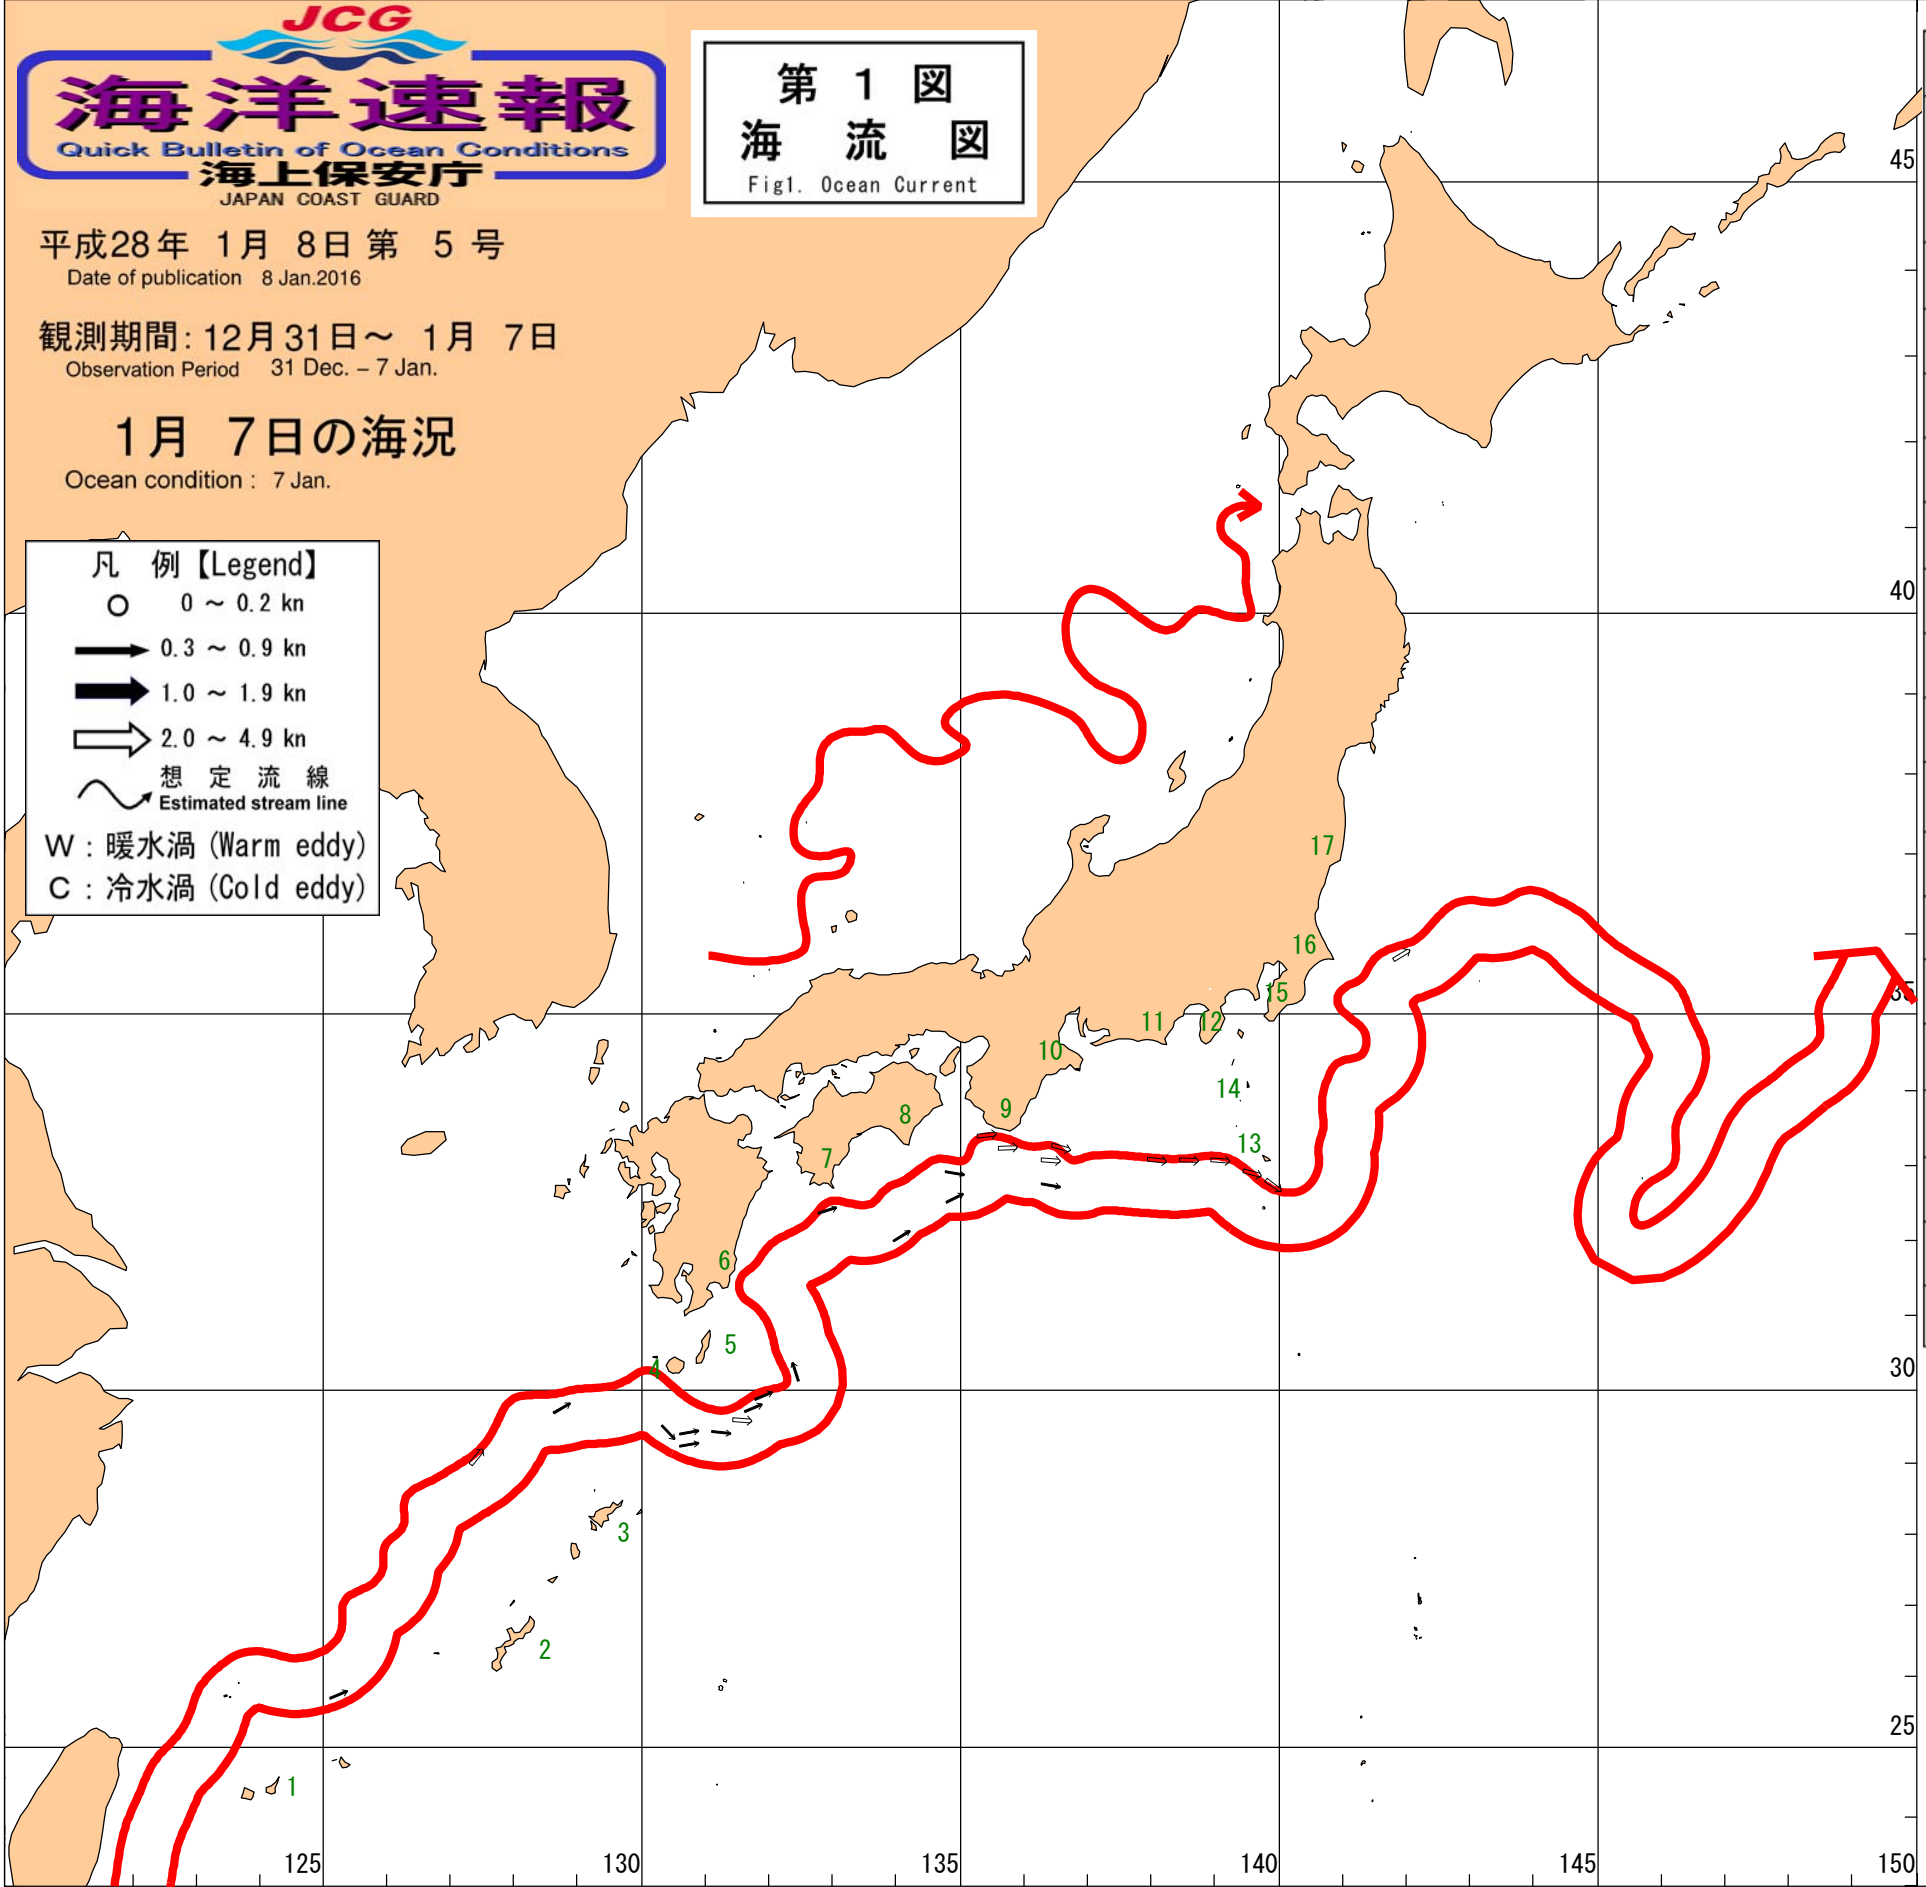 JCG
海洋速報
Quick Bulletin of Ocean Conditions
海上保安庁
JAPAN COAST GUARD
平成28年 1月 8日 第 5 号
Date of publication 8 Jan.2016
観測期間: 12月31日～ 1月 7日
Observation Period 31 Dec. – 7 Jan.
1月 7日の海況
Ocean condition : 7 Jan.
第 1 図
海 流 図
Fig1. Ocean Current
凡 例【Legend】
0 ～ 0.2 kn
0.3 ～ 0.9 kn
1.0 ～ 1.9 kn
2.0 ～ 4.9 kn
想 定 流 線
Estimated stream line
W : 暖水渦 (Warm eddy)
C : 冷水渦 (Cold eddy)
45
40
35
30
25
17
16
15
11
12
10
14
9
8
13
7
6
5
4
3
2
1
125
130
135
140
145
150